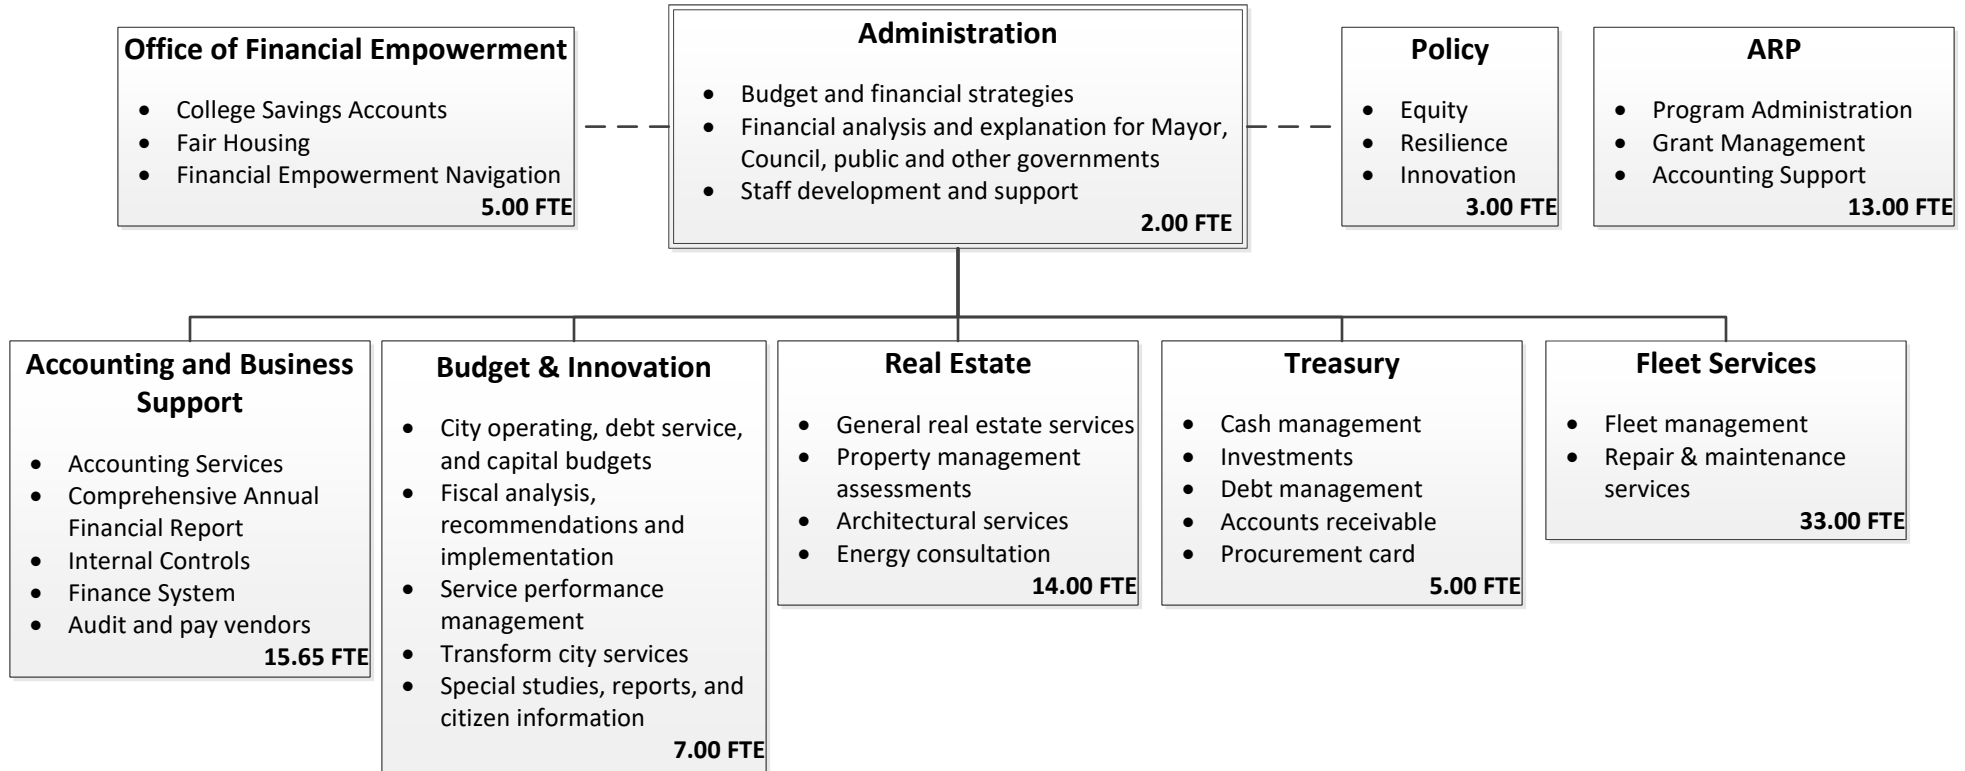 Office of Financial Empowerment
• College Savings Accounts
• Fair Housing
• Financial Empowerment Navigation
5.00 FTE
Administration
• Budget and financial strategies
• Financial analysis and explanation for Mayor,
Council, public and other governments
• Staff development and support
2.00 FTE
Policy
• Equity
• Resilience
• Innovation
3.00 FTE
ARP
• Program Administration
• Grant Management
• Accounting Support
13.00 FTE
Accounting and Business
Support
• Accounting Services
• Comprehensive Annual
Financial Report
• Internal Controls
• Finance System
• Audit and pay vendors
15.65 FTE
Budget & Innovation
• City operating, debt service,
and capital budgets
• Fiscal analysis,
recommendations and
implementation
• Service performance
management
• Transform city services
• Special studies, reports, and
citizen information
7.00 FTE
Real Estate
• General real estate services
• Property management
assessments
• Architectural services
• Energy consultation
14.00 FTE
Treasury
• Cash management
• Investments
• Debt management
• Accounts receivable
• Procurement card
5.00 FTE
Fleet Services
• Fleet management
• Repair & maintenance
services
33.00 FTE